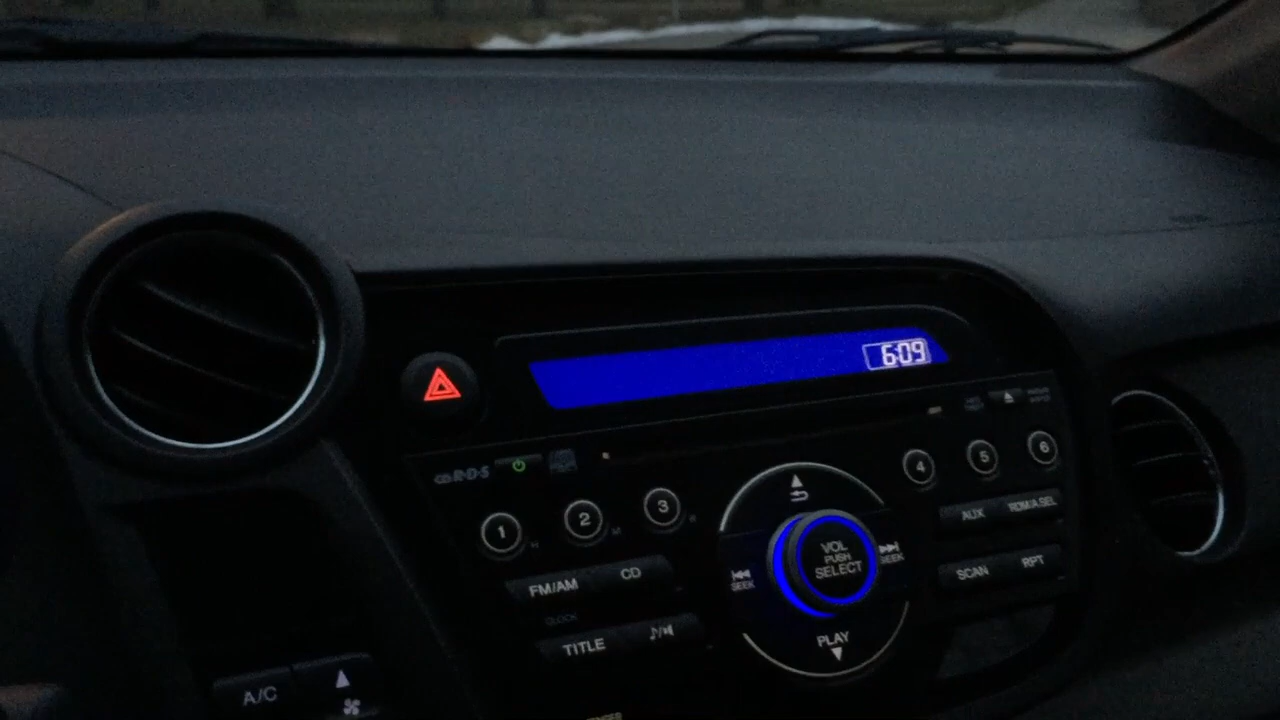 6:09
R·D·S
1
2
3
4
5
6
FM/AM
CD
AUX
RDM/A.SEL
CLOCK
TITLE
SCAN
RPT
SEEK
VOL
PUSH
SELECT
SEEK
PLAY
A/C